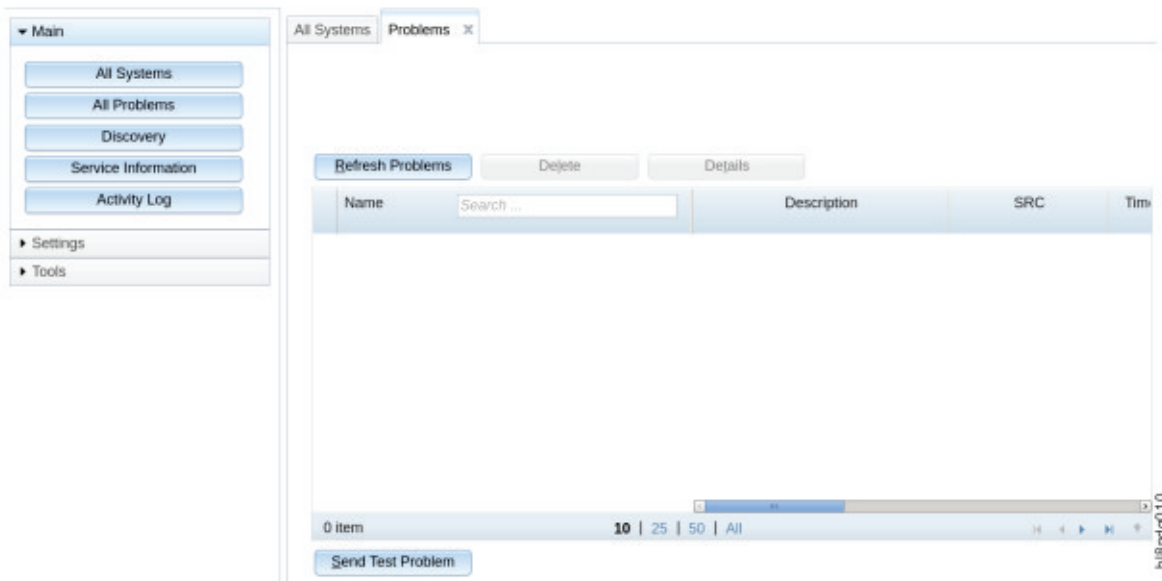 Main
All Systems
All Problems
Discovery
Service Information
Activity Log
Settings
Tools
All Systems Problems
Refresh Problems Delete Details
Name Search ... Description SRC Time
0 item 10 | 25 | 50 | All
Send Test Problem